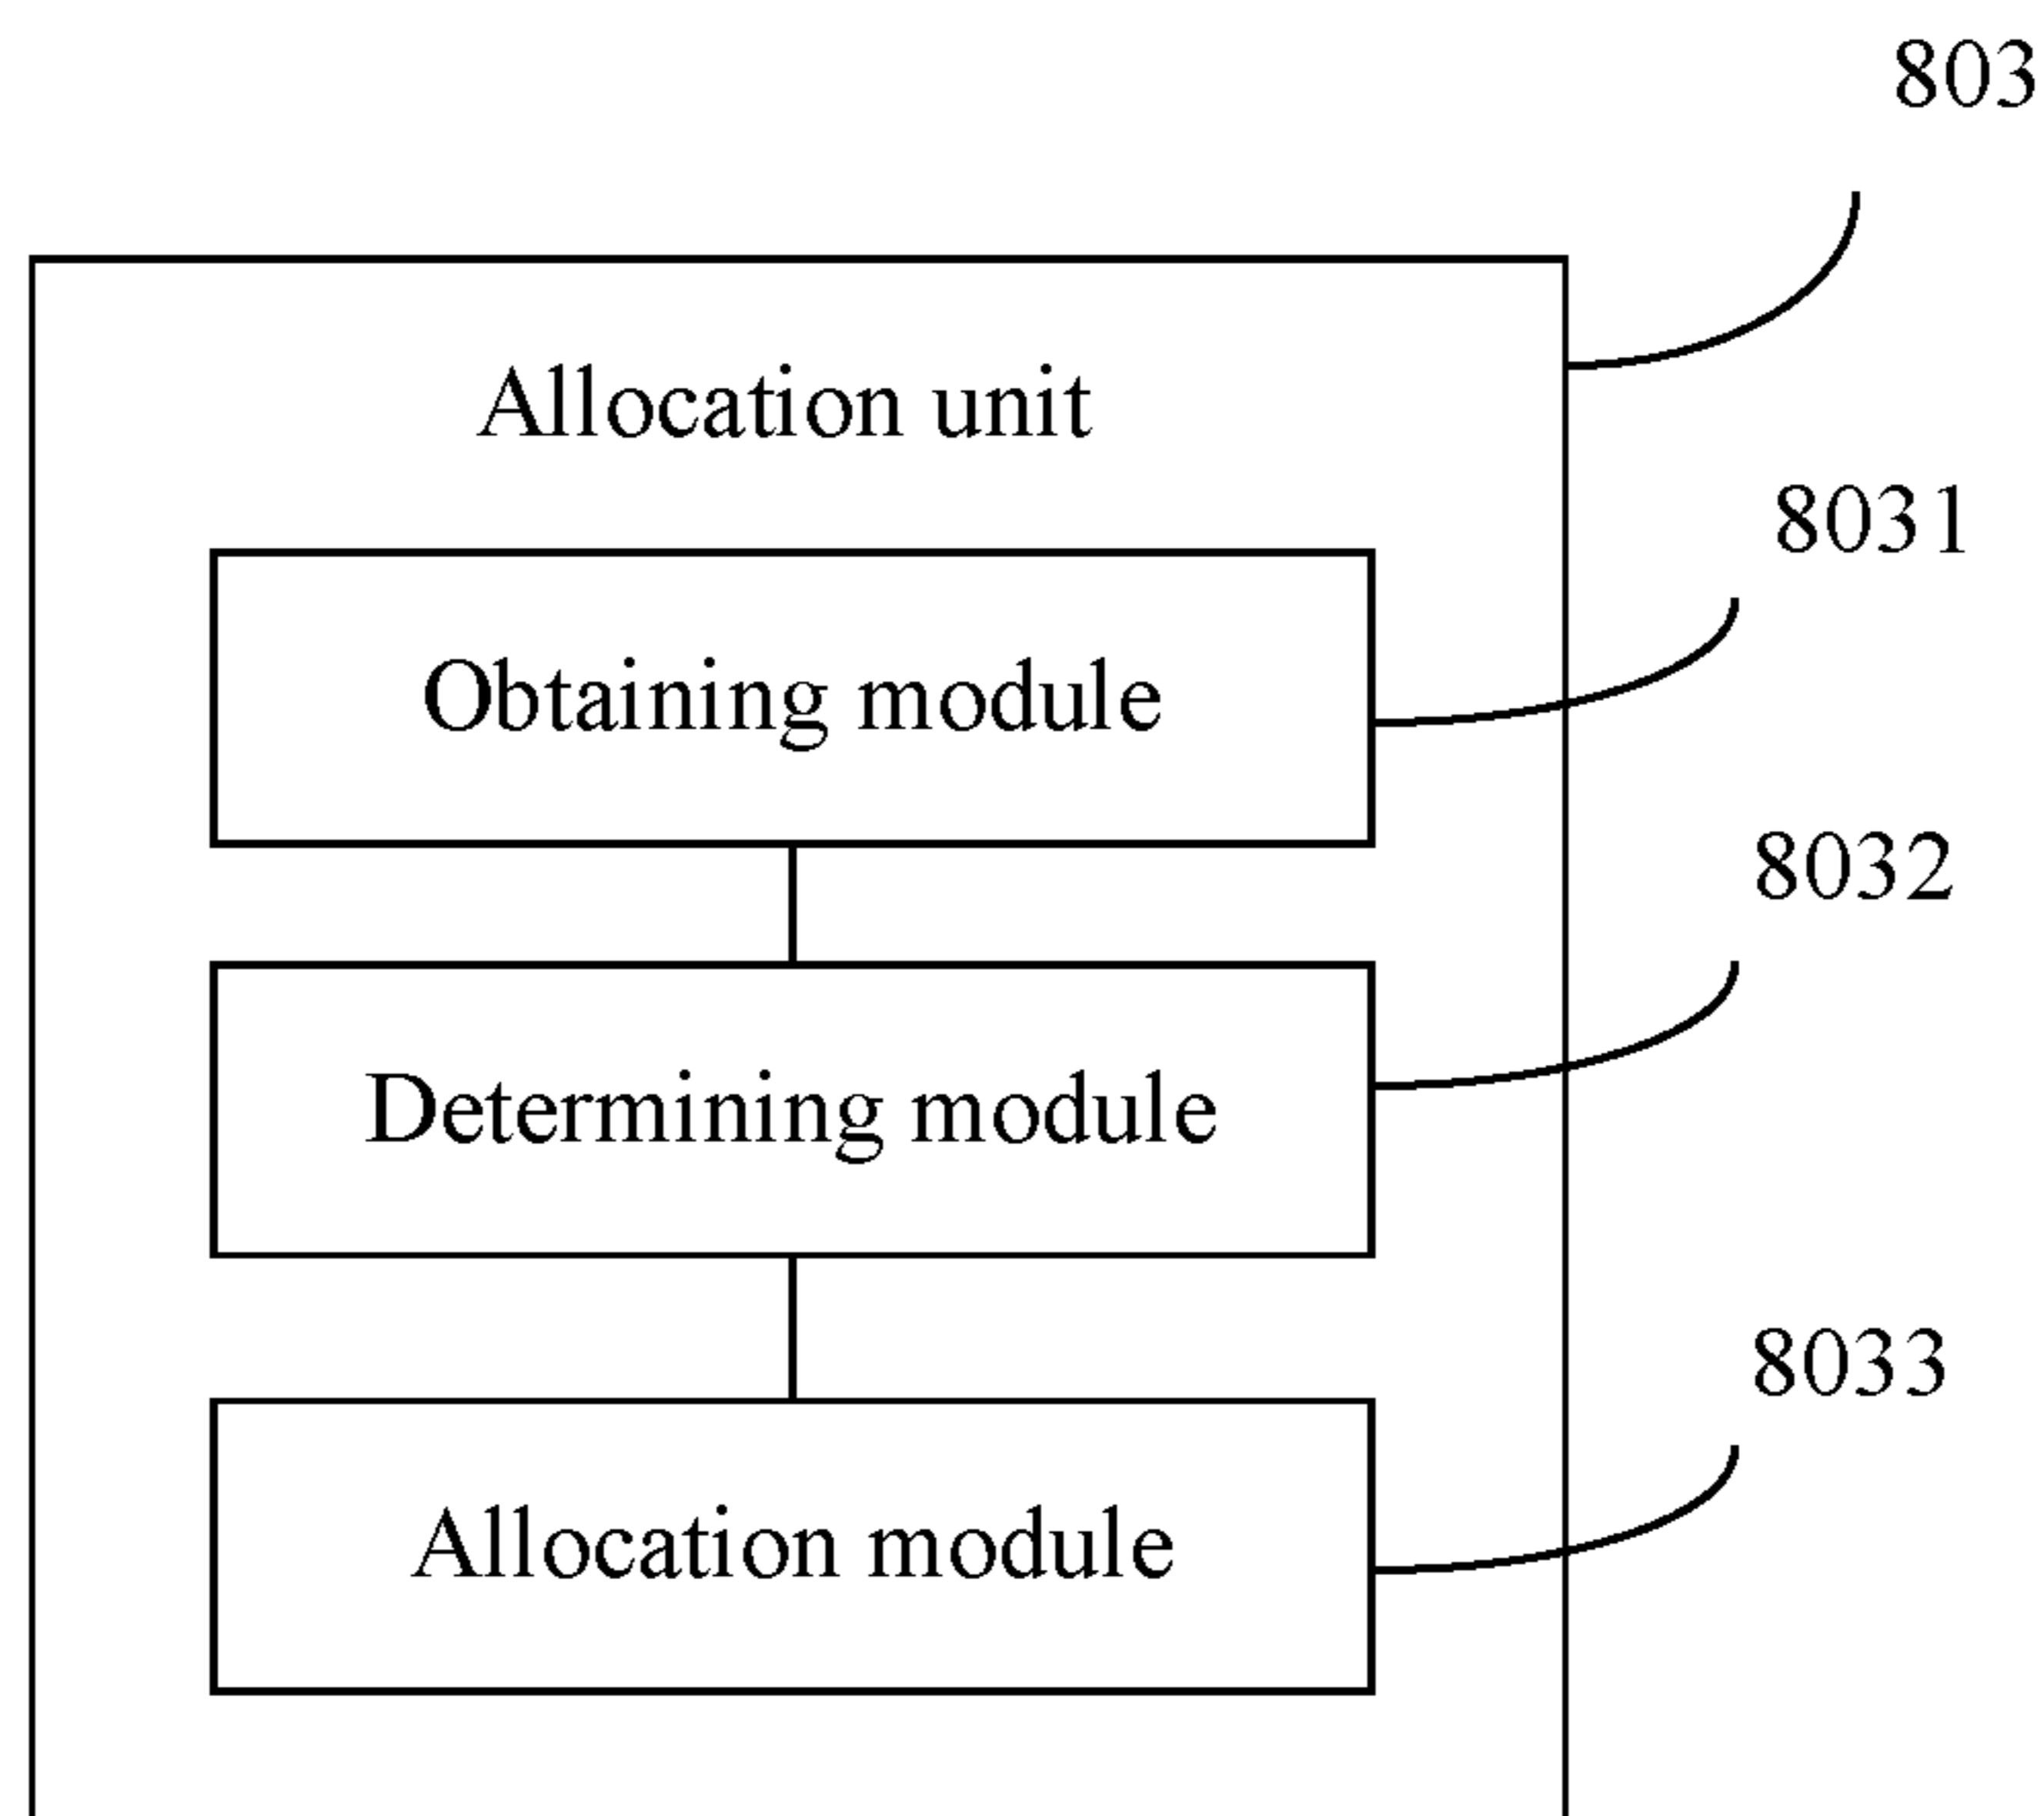 803
Allocation unit
8031
Obtaining module
8032
Determining module
8033
Allocation module